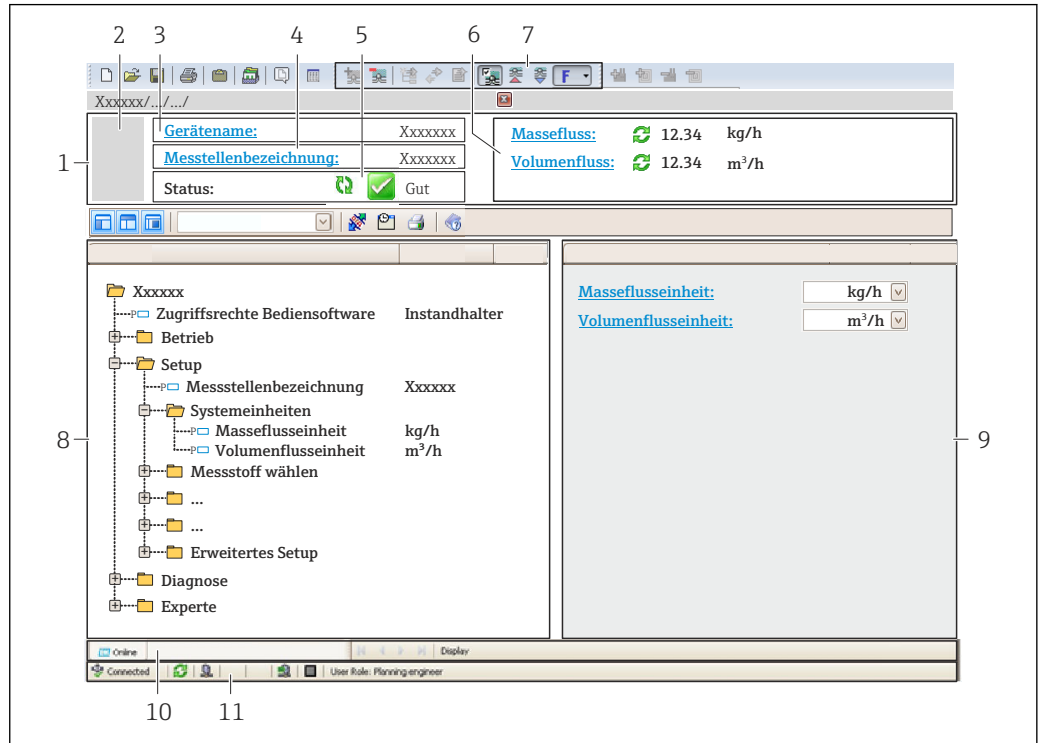 2 3 4 5 6 7
F
Xxxxxx/.../.../
1
Gerätename: Xxxxxxx
Messtellenbezeichnung: Xxxxxxx
Status: Gut
Massefluss: 12.34 kg/h
Volumenfluss: 12.34 m³/h
Xxxxxx
P Zugriffsrechte Bediensoftware Instandhalter
Betrieb
Setup
P Messstellenbezeichnung Xxxxxx
Systemeinheiten
P Masseflusseinheit kg/h
P Volumenflusseinheit m³/h
Messstoff wählen
...
...
Erweitertes Setup
Diagnose
Experte
8
Masseflusseinheit: kg/h
Volumenflusseinheit: m³/h
9
Online Display
Connected User Role: Planning engineer
10 11